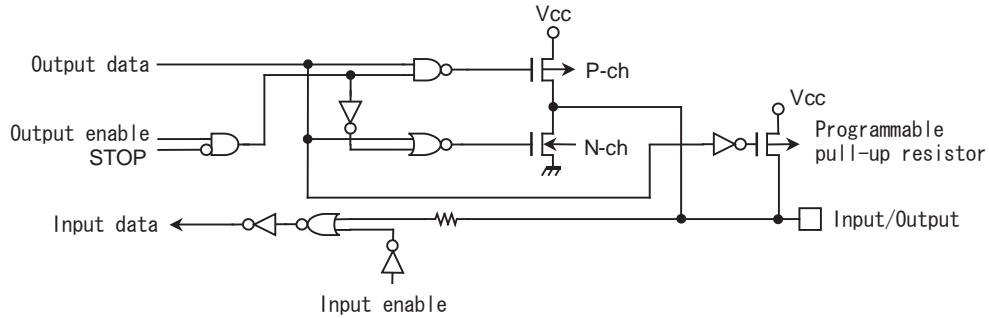 Vcc
Output data
P-ch
Vcc
Output enable
STOP
N-ch
Programmable
pull-up resistor
Input data
Input/Output
Input enable